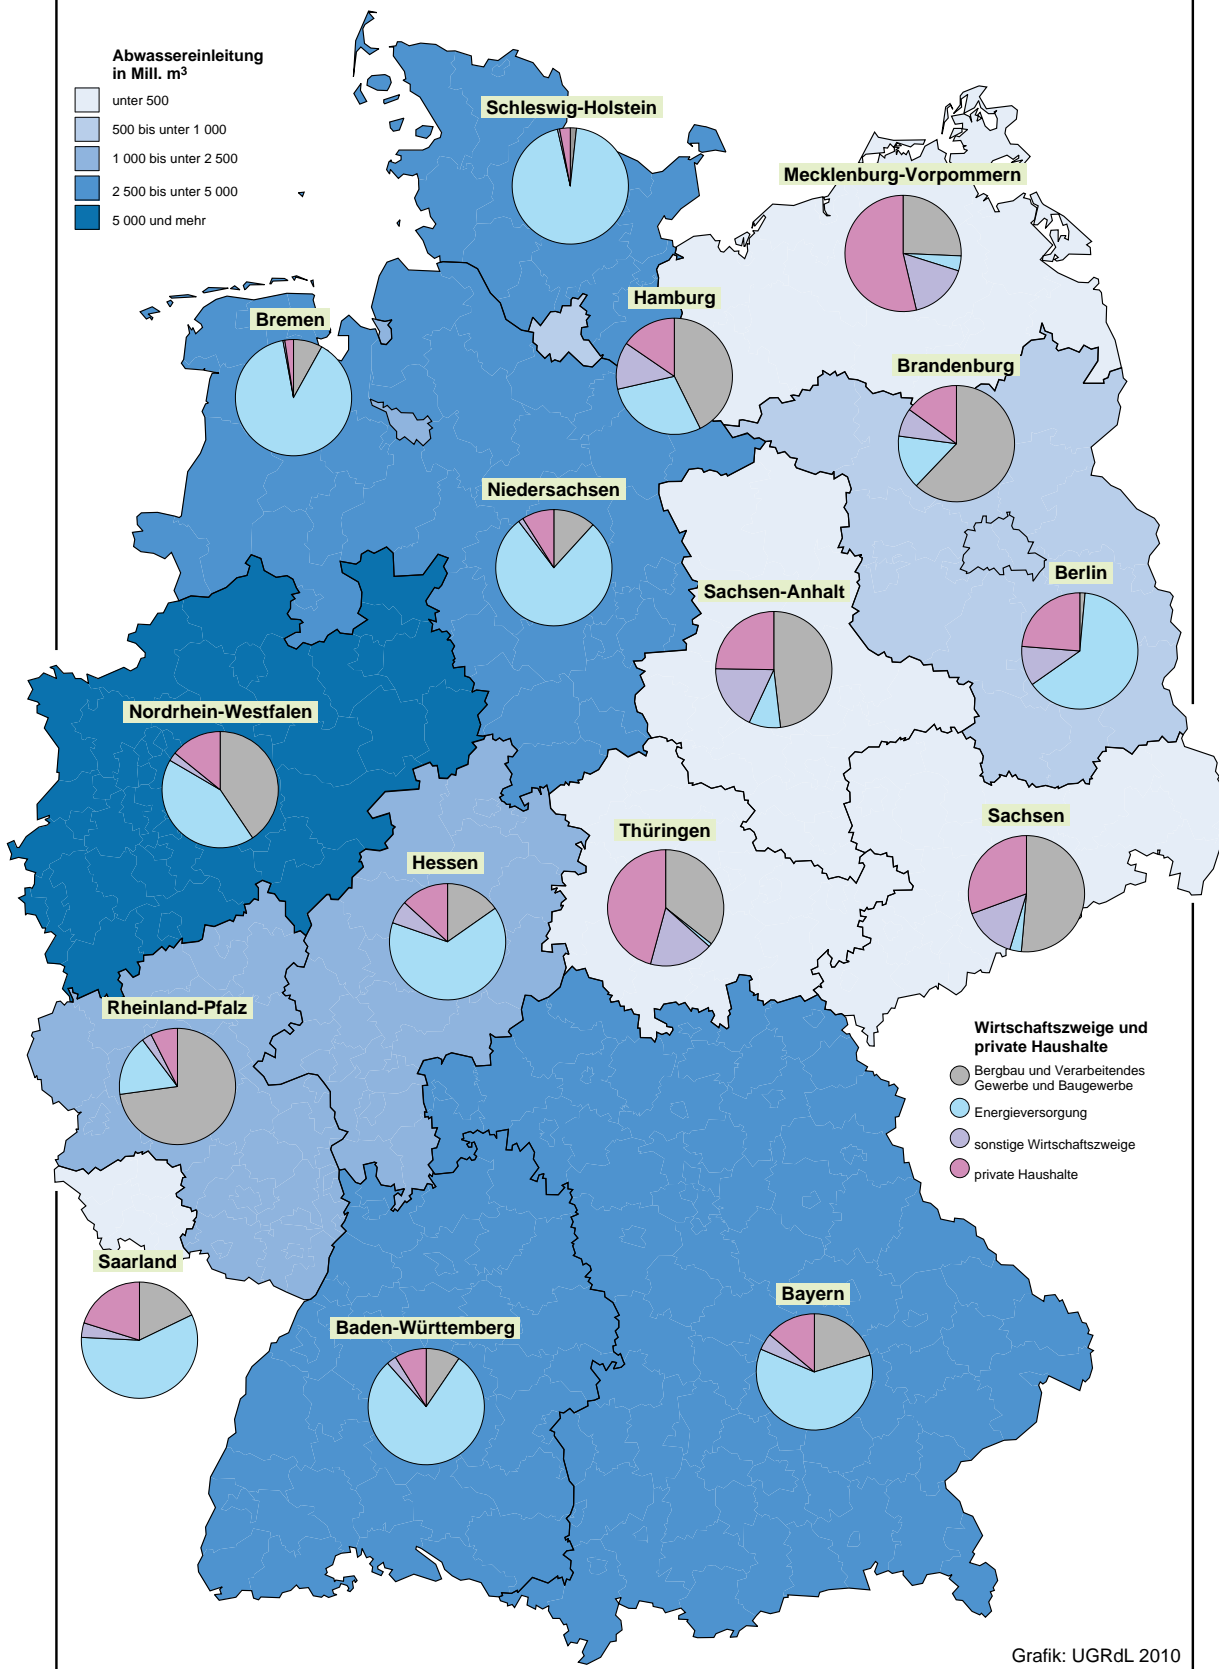 Abwassereinleitung
in Mill. m³
unter 500
500 bis unter 1 000
1 000 bis unter 2 500
2 500 bis unter 5 000
5 000 und mehr
Schleswig-Holstein
Mecklenburg-Vorpommern
Hamburg
Bremen
Brandenburg
Niedersachsen
Berlin
Sachsen-Anhalt
Nordrhein-Westfalen
Sachsen
Thüringen
Hessen
Rheinland-Pfalz
Wirtschaftszweige und
private Haushalte
Bergbau und Verarbeitendes
Gewerbe und Baugewerbe
Energieversorgung
sonstige Wirtschaftszweige
private Haushalte
Saarland
Bayern
Baden-Württemberg
Grafik: UGRdL 2010